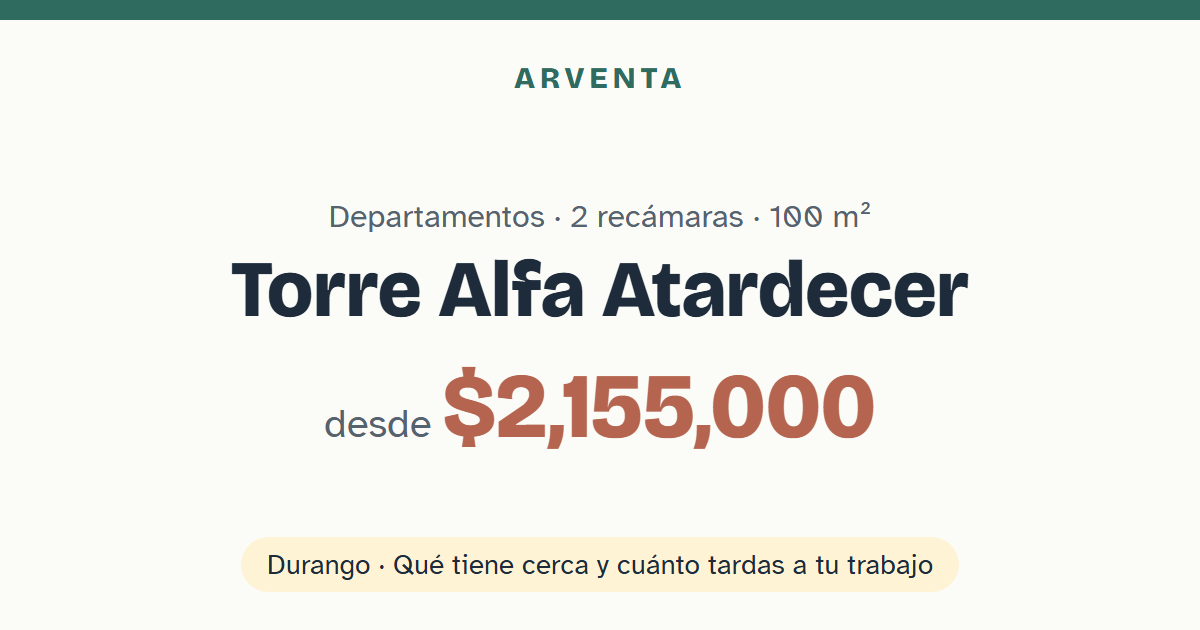 ARVENTA
Departamentos · 2 recámaras · 100 m²
Torre Alfa Atardecer
desde $2,155,000
Durango · Qué tiene cerca y cuánto tardas a tu trabajo